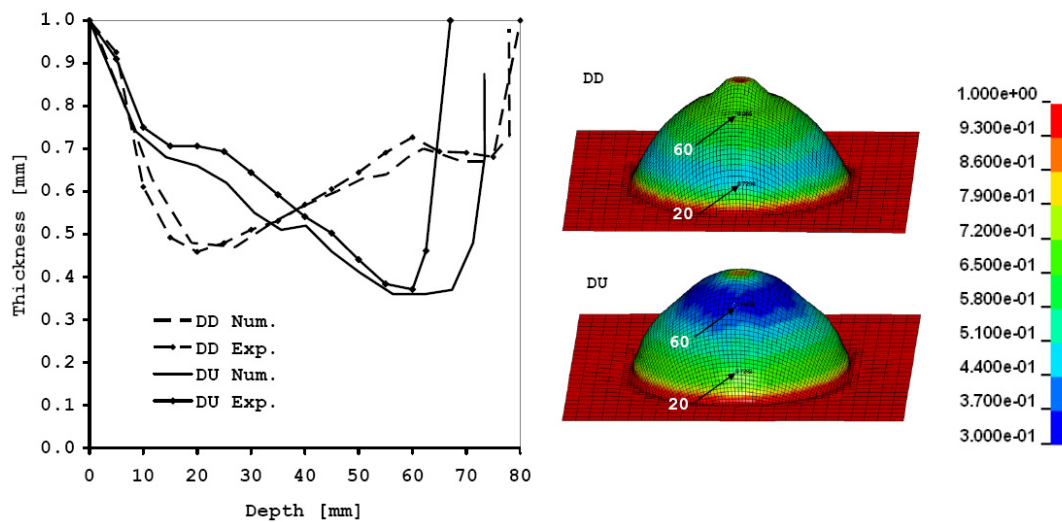 1.0
0.9
0.8
0.7
0.6
0.5
0.4
0.3
0.2
0.1
0.0
Thickness [mm]
DD Num.
DD Exp.
DU Num.
DU Exp.
0 10 20 30 40 50 60 70 80
Depth [mm]
DD
60
20
DU
60
20
1.000e+00
9.300e-01
8.600e-01
7.900e-01
7.200e-01
6.500e-01
5.800e-01
5.100e-01
4.400e-01
3.700e-01
3.000e-01